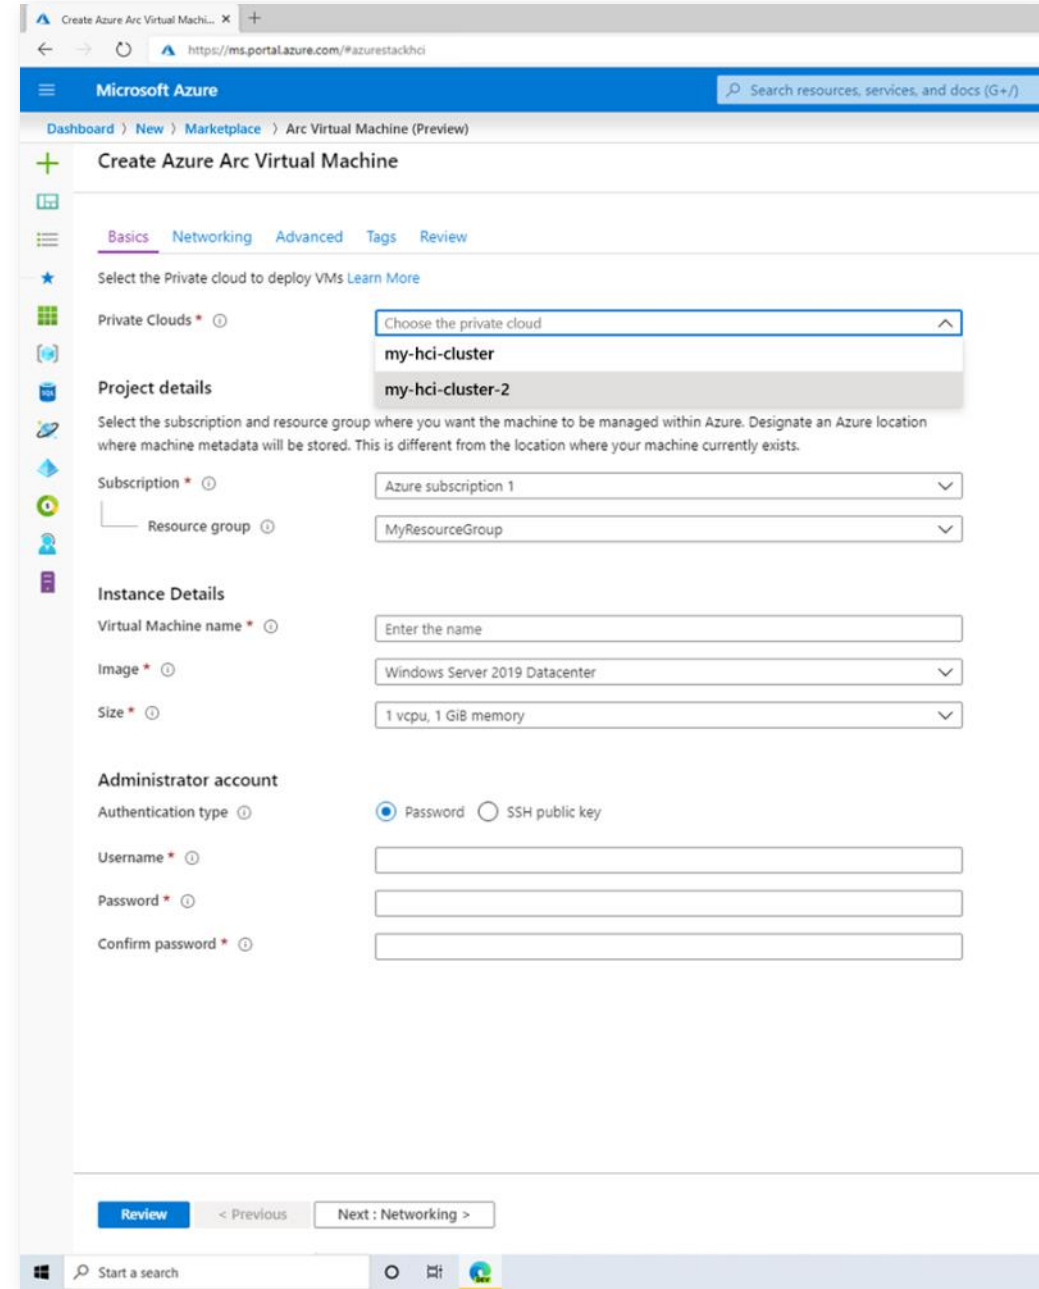 Create Azure Arc Virtual Machi...
https://ms.portal.azure.com/#azurestackhci
Microsoft Azure
Search resources, services, and docs (G+/)
Dashboard > New > Marketplace > Arc Virtual Machine (Preview)
Create Azure Arc Virtual Machine
Basics Networking Advanced Tags Review
Select the Private cloud to deploy VMs Learn More
Private Clouds * Choose the private cloud
my-hci-cluster
my-hci-cluster-2
Project details
Select the subscription and resource group where you want the machine to be managed within Azure. Designate an Azure location
where machine metadata will be stored. This is different from the location where your machine currently exists.
Subscription * Azure subscription 1
Resource group MyResourceGroup
Instance Details
Virtual Machine name * Enter the name
Image * Windows Server 2019 Datacenter
Size * 1 vcpu, 1 GiB memory
Administrator account
Authentication type Password SSH public key
Username *
Password *
Confirm password *
Review < Previous Next : Networking >
Start a search
DEV